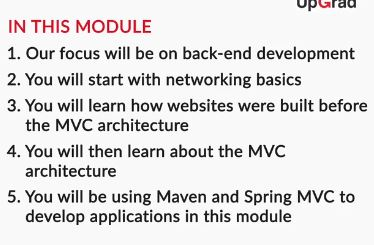 UpGrad
IN THIS MODULE
1. Our focus will be on back-end development
2. You will start with networking basics
3. You will learn how websites were built before
the MVC architecture
4. You will then learn about the MVC
architecture
5. You will be using Maven and Spring MVC to
develop applications in this module